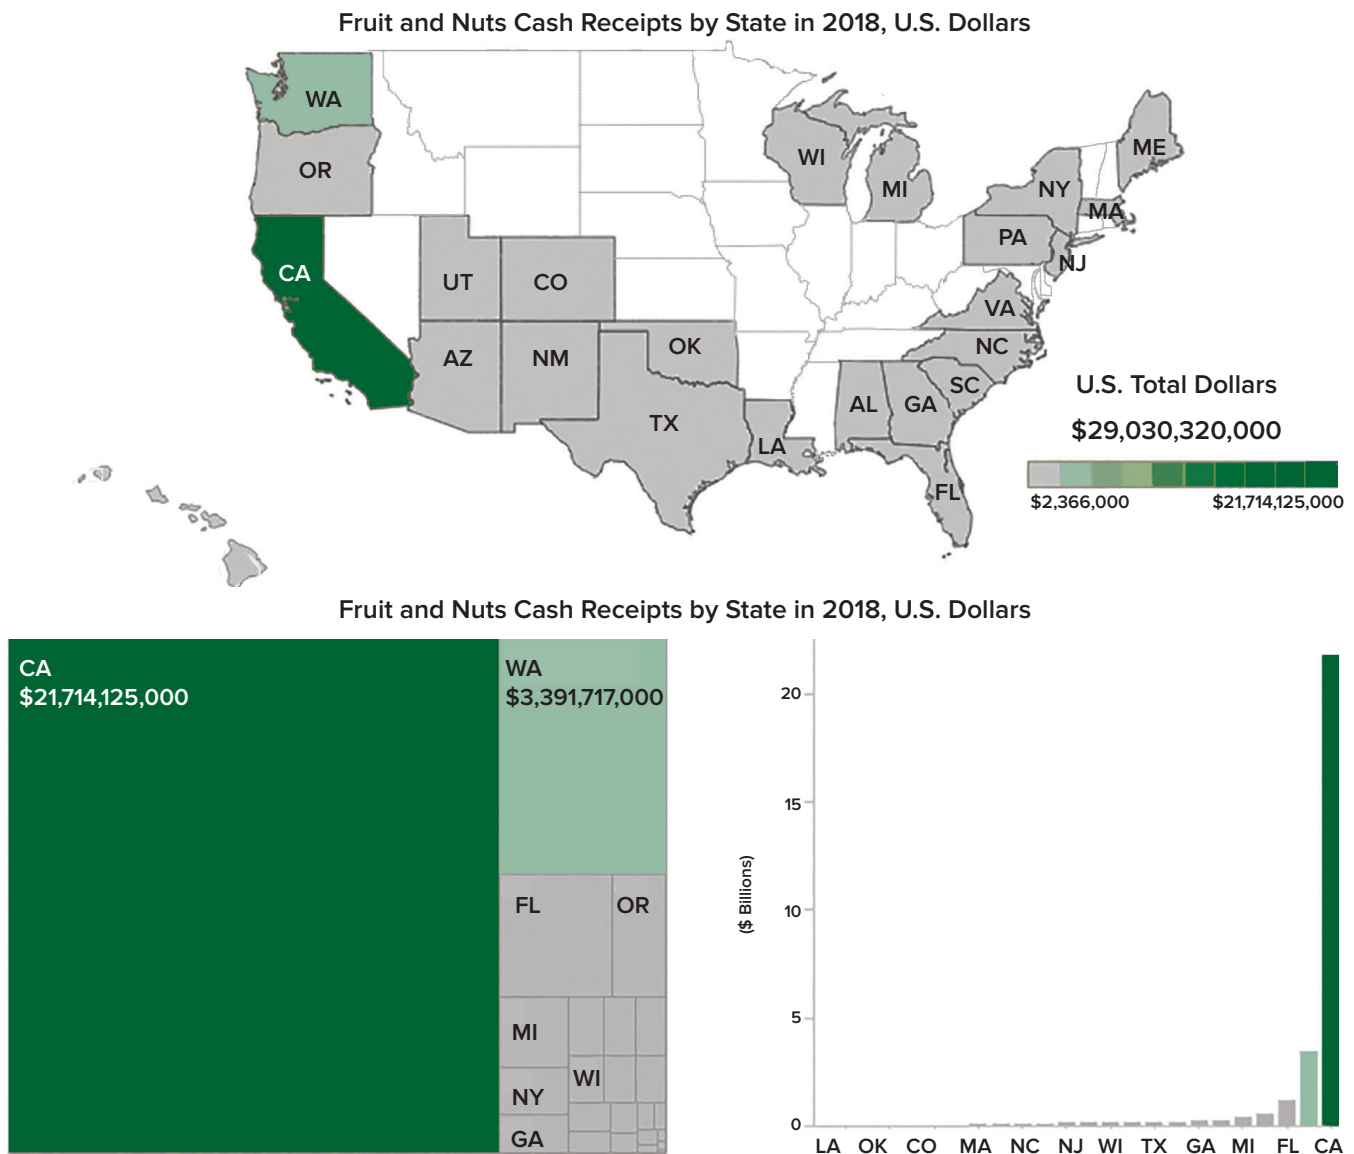 Fruit and Nuts Cash Receipts by State in 2018, U.S. Dollars
WA
OR
CA
UT
CO
AZ
NM
OK
TX
LA
WI
MI
AL
GA
FL
SC
NC
VA
PA
NJ
NY
MA
ME
U.S. Total Dollars
$29,030,320,000
$2,366,000 $21,714,125,000
Fruit and Nuts Cash Receipts by State in 2018, U.S. Dollars
CA
$21,714,125,000
WA
$3,391,717,000
FL
OR
MI
WI
NY
GA
($ Billions)
20
15
10
5
0
LA OK CO MA NC NJ WI TX GA MI FL CA